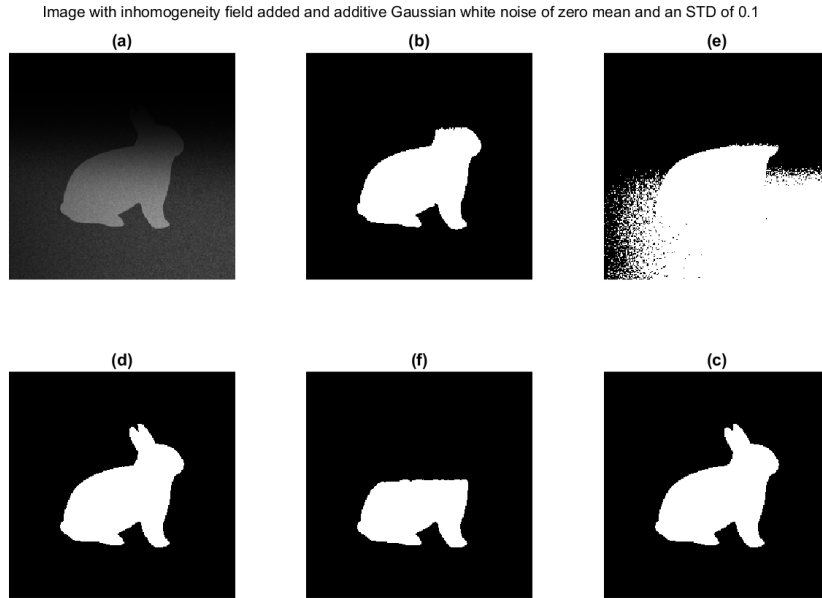 Image with inhomogeneity field added and additive Gaussian white noise of zero mean and an STD of 0.1
(a)
(b)
(e)
(d)
(f)
(c)